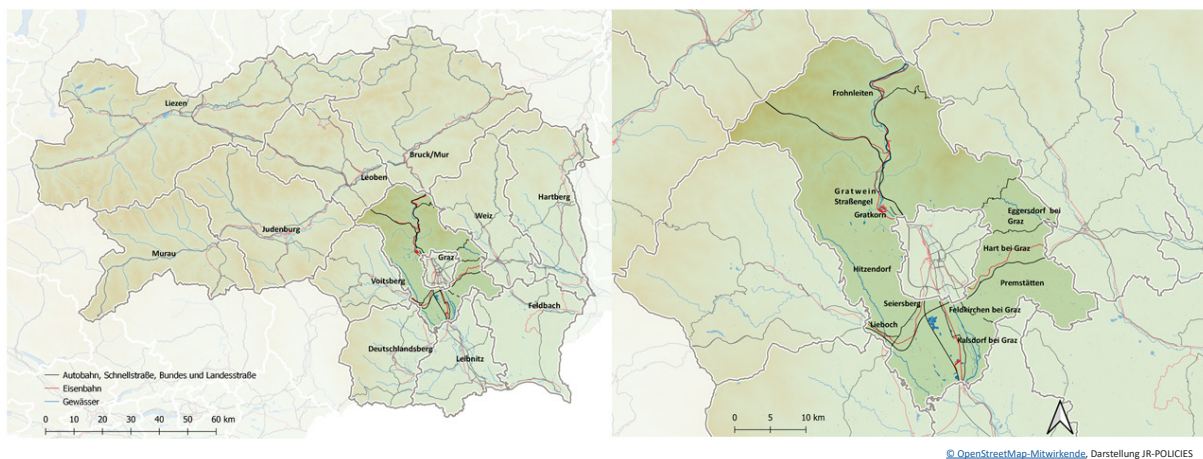 Liezen
Bruck/Mur
Leoben
Hartberg
Weiz
Judenburg
Murau
Graz
Voitsberg
Feldbach
Deutschlandsberg
Leibnitz
Autobahn, Schnellstraße, Bundes und Landesstraße
Eisenbahn
Gewässer
0 10 20 30 40 50 60 km
Frohnleiten
Gratwein
Straßengel
Gratkorn
Eggersdorf bei
Graz
Hart bei Graz
Hitzendorf
Premstätten
Seiersberg
Feldkirchen bei Graz
Lieboch
Kalsdorf bei Graz
0 5 10 km
© OpenStreetMap-Mitwirkende, Darstellung JR-POLICIES